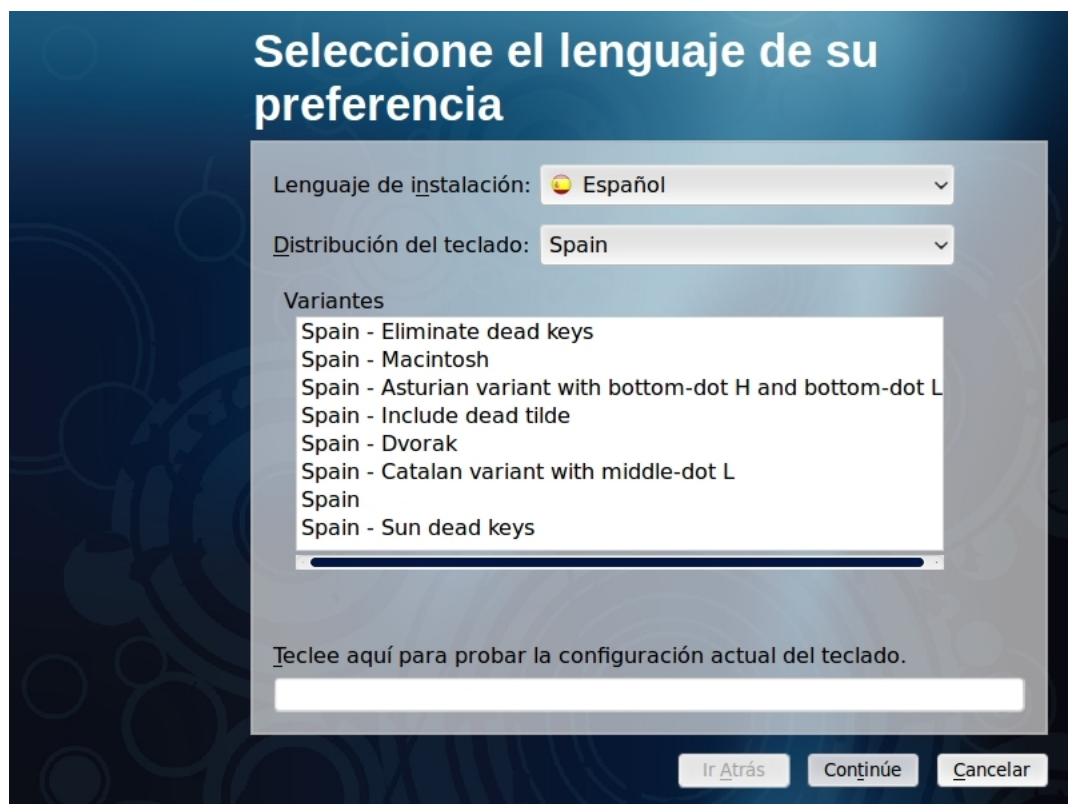 Seleccione el lenguaje de su
preferencia
Lenguaje de instalación: Español
Distribución del teclado: Spain
Variantes
Spain - Eliminate dead keys
Spain - Macintosh
Spain - Asturian variant with bottom-dot H and bottom-dot L
Spain - Include dead tilde
Spain - Dvorak
Spain - Catalan variant with middle-dot L
Spain
Spain - Sun dead keys
Teclee aquí para probar la configuración actual del teclado.
Ir Atrás Continúe Cancelar